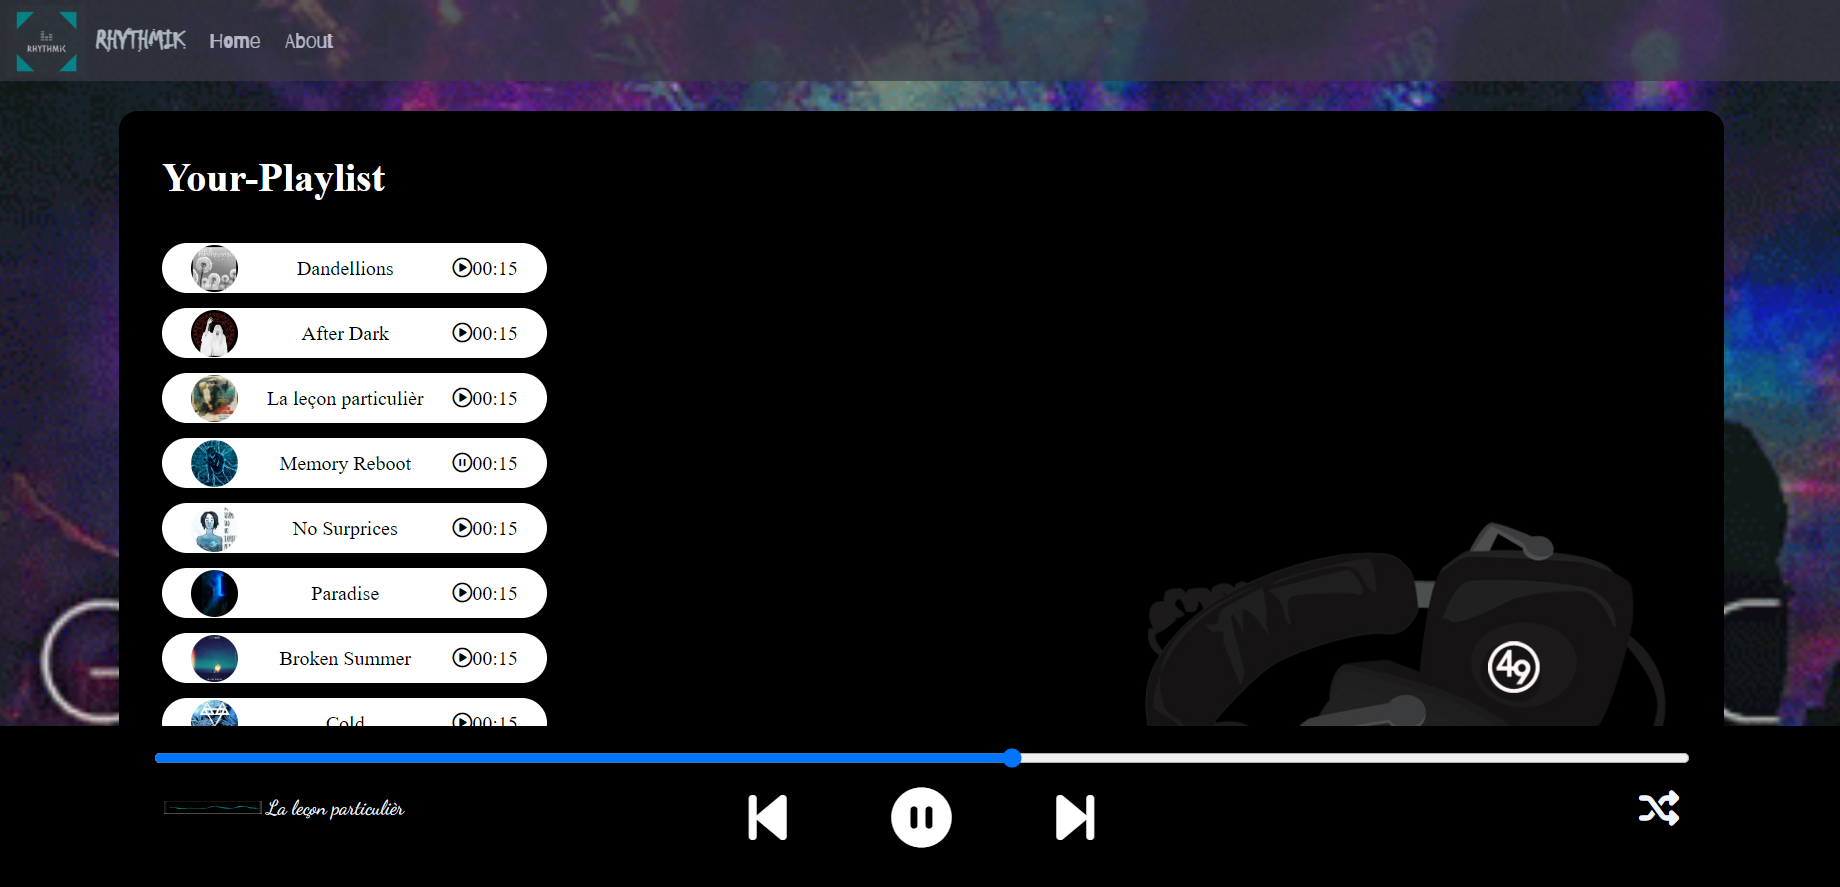 RHYTHMiK
RHYTHMIK Home About
Your-Playlist
Dandellions 00:15
After Dark 00:15
La leçon particulièr 00:15
Memory Reboot 00:15
No Surprices 00:15
Paradise 00:15
Broken Summer 00:15
Cold 00:15
49
La leçon particulièr